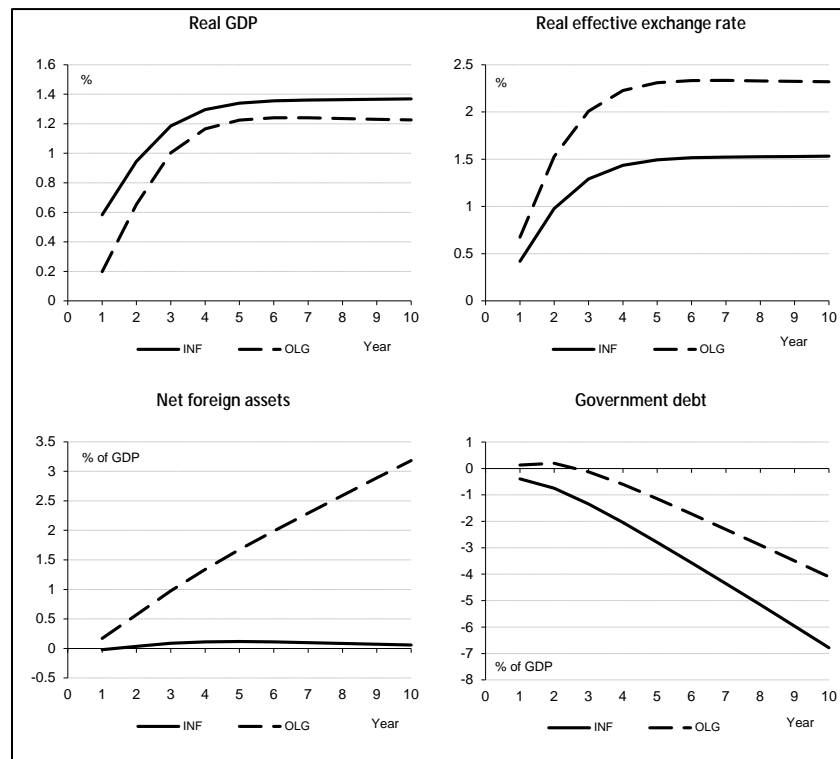 Real GDP
%
1.6
1.4
1.2
1
0.8
0.6
0.4
0.2
0
0 1 2 3 4 5 6 7 8 9 10
INF OLG Year
Real effective exchange rate
%
2.5
2
1.5
1
0.5
0
0 1 2 3 4 5 6 7 8 9 10
INF OLG Year
Net foreign assets
% of GDP
3.5
3
2.5
2
1.5
1
0.5
0
-0.5
0 1 2 3 4 5 6 7 8 9 10
INF OLG Year
Government debt
1
0
-1
-2
-3
-4
-5
-6
-7
-8
% of GDP
0 1 2 3 4 5 6 7 8 9 10
INF OLG Year